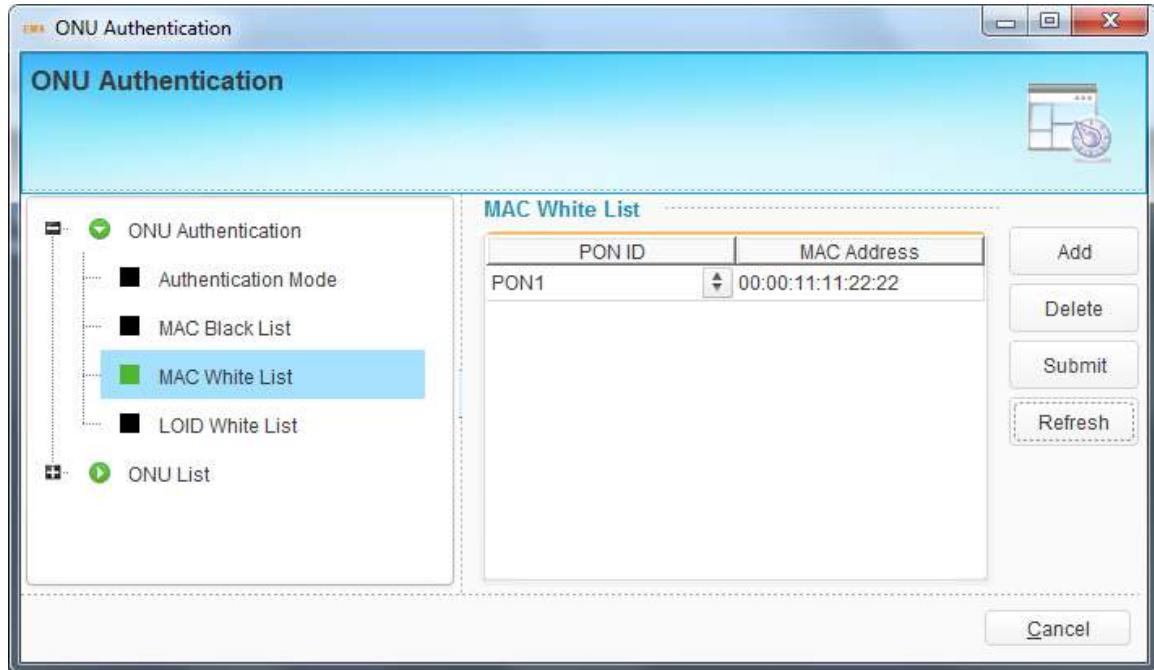 ONU Authentication
ONU Authentication
ONU Authentication
Authentication Mode
MAC Black List
MAC White List
LOID White List
ONU List
MAC White List
PON ID MAC Address
PON1 00:00:11:11:22:22
Add
Delete
Submit
Refresh
Cancel